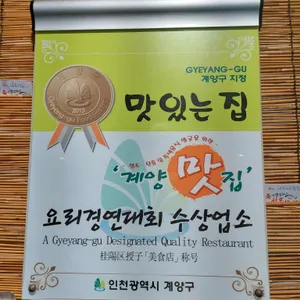 GYEYANG-GU
계양구 지정
2013
맛있는 집
'계양 맛집'
요리경연대회 수상업소
A Gyeyang-gu Designated Quality Restaurant
桂陽区授予「美食店」称号
인천광역시 계양구